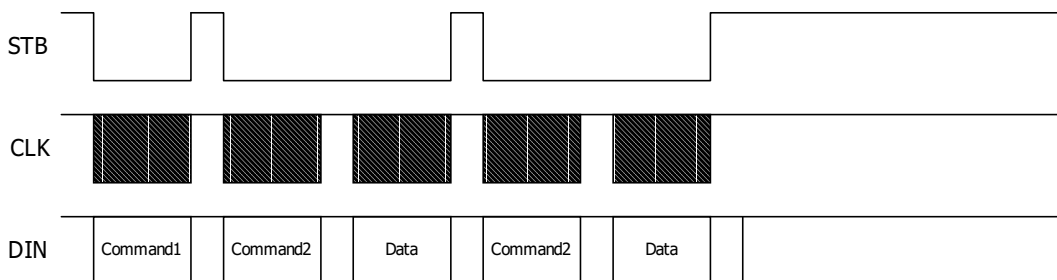 STB
CLK
DIN
Command1 Command2 Data Command2 Data